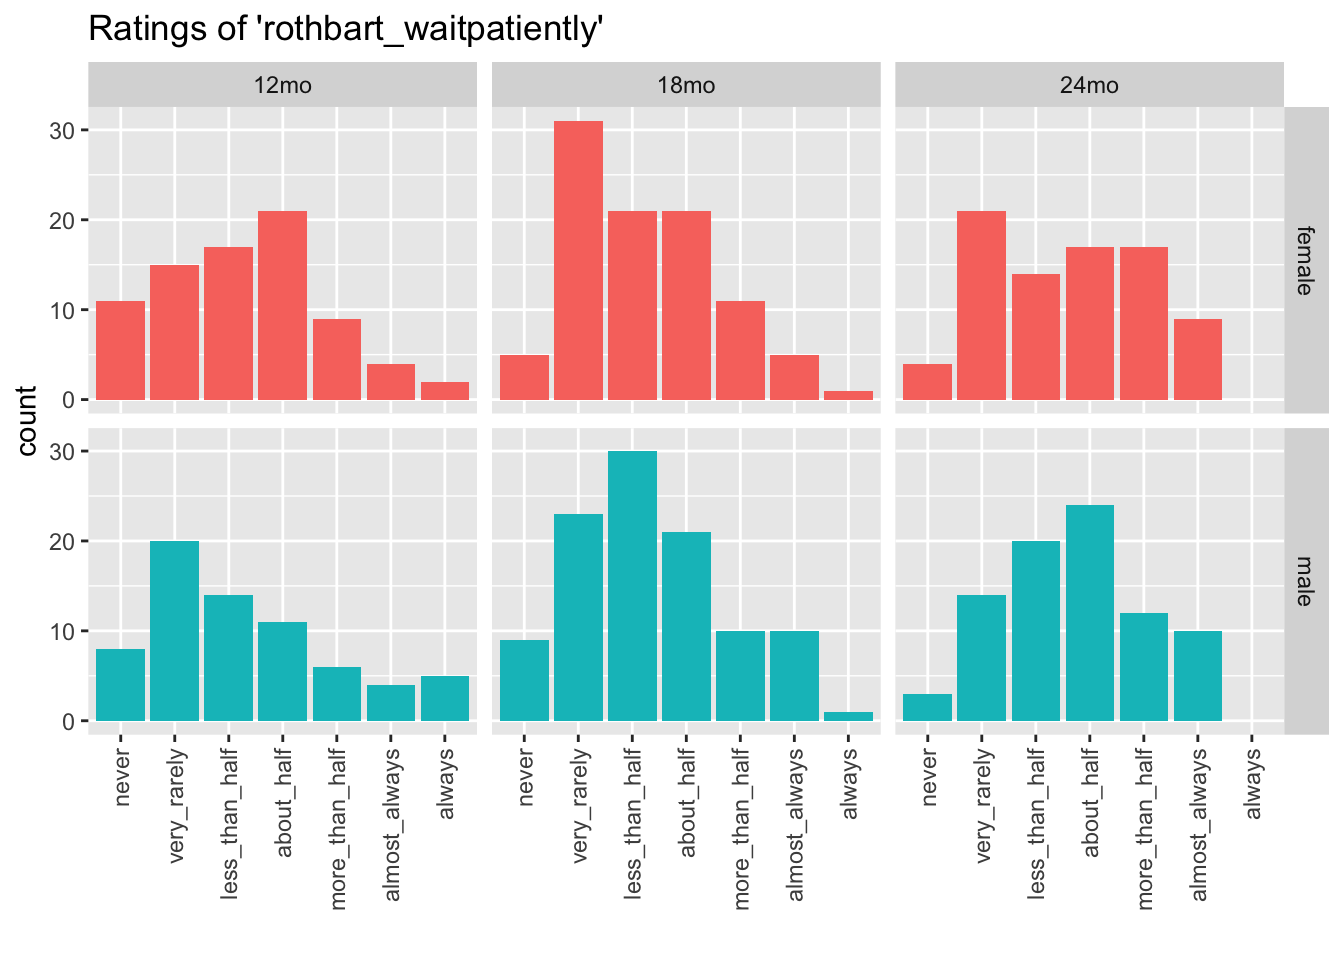 Ratings of 'rothbart_waitpatiently'
12mo
18mo
24mo
30
20
10
0
female
count
30
20
10
0
male
never
very_rarely
less_than_half
about_half
more_than_half
almost_always
always
never
very_rarely
less_than_half
about_half
more_than_half
almost_always
always
never
very_rarely
less_than_half
about_half
more_than_half
almost_always
always